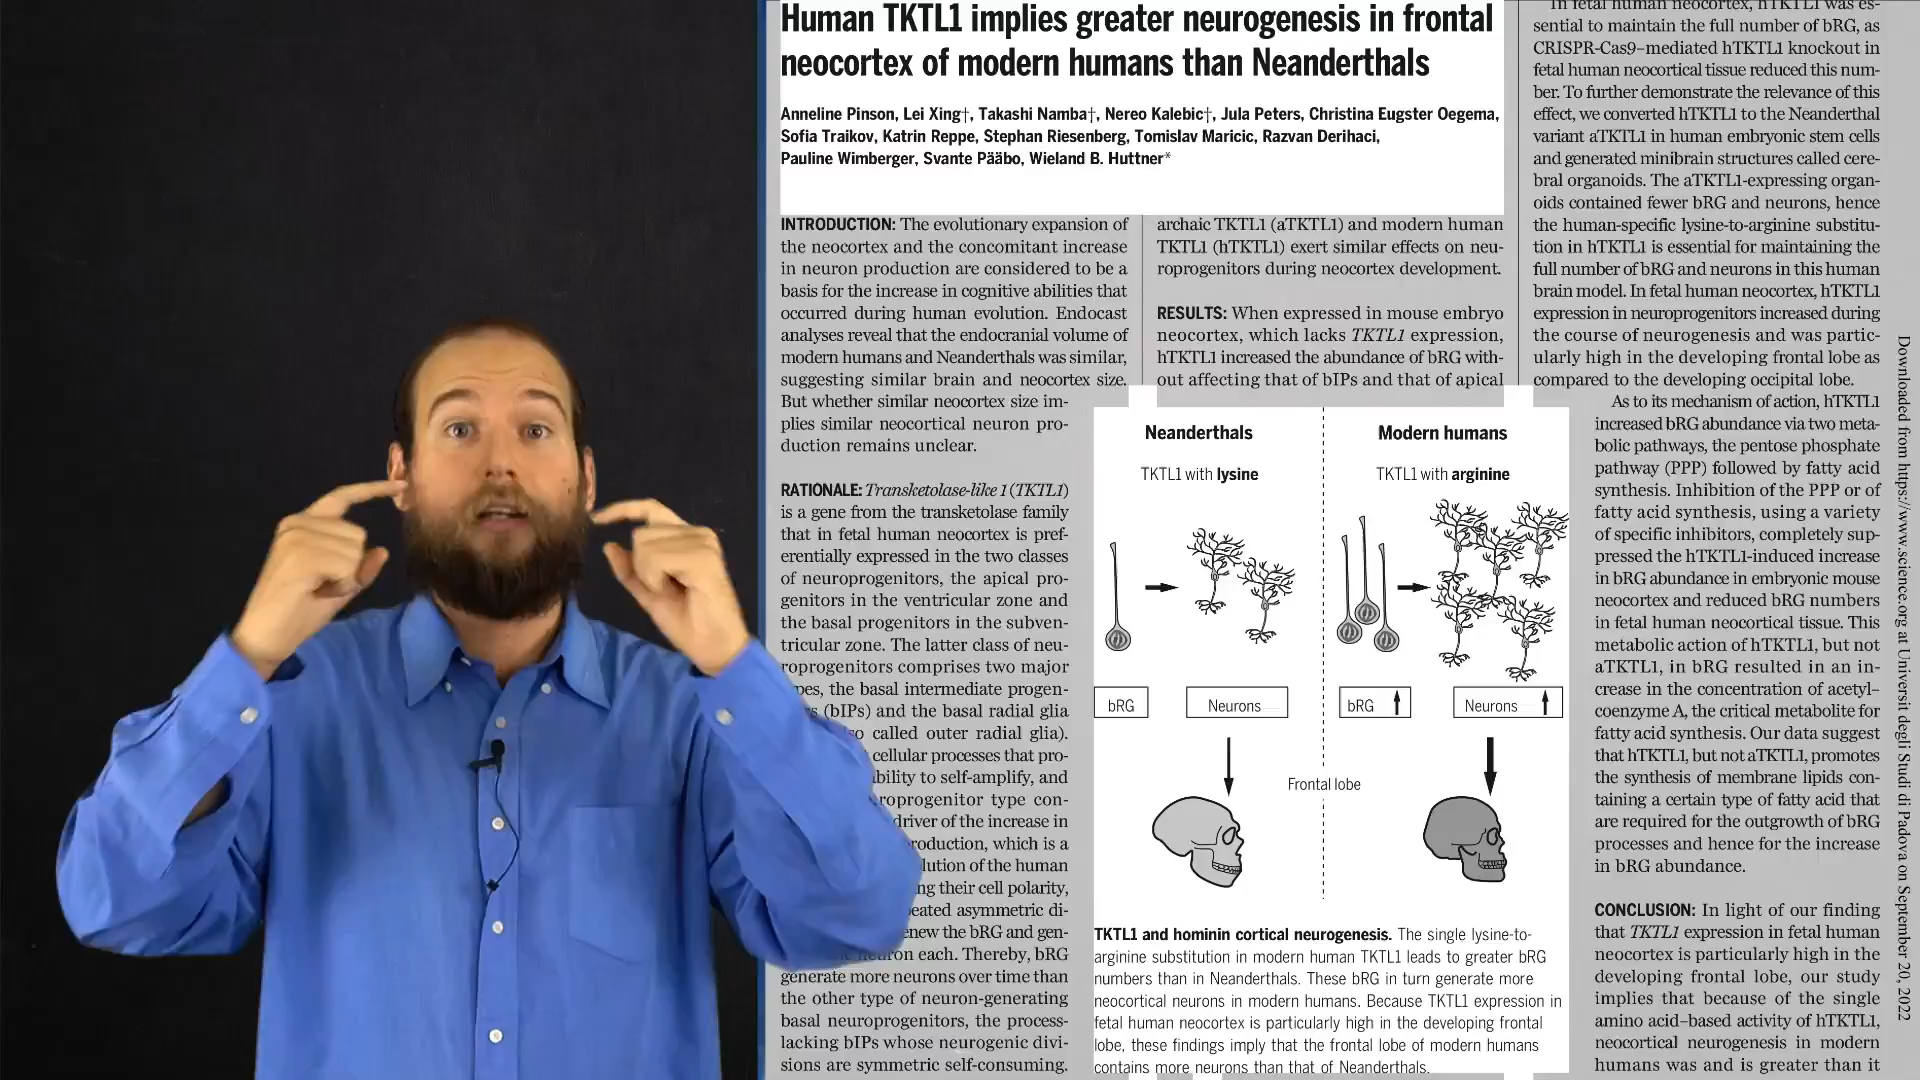 Human TKTL1 implies greater neurogenesis in frontal
neocortex of modern humans than Neanderthals
Anneline Pinson, Lei Xing†, Takashi Namba†, Nereo Kalebic†, Jula Peters, Christina Eugster Oegema,
Sofia Traikov, Katrin Reppe, Stephan Riesenberg, Tomislav Maricic, Razvan Derihaci,
Pauline Wimberger, Svante Pääbo, Wieland B. Huttner*
INTRODUCTION: The evolutionary expansion of
the neocortex and the concomitant increase
in neuron production are considered to be a
basis for the increase in cognitive abilities that
occurred during human evolution. Endocast
analyses reveal that the endocranial volume of
modern humans and Neanderthals was similar,
suggesting similar brain and neocortex size.
But whether similar neocortex size im-
plies similar neocortical neuron pro-
duction remains unclear.
RATIONALE: Transketolase-like 1 (TKTL1)
is a gene from the transketolase family
that in fetal human neocortex is pref-
erentially expressed in the two classes
of neuroprogenitors, the apical pro-
genitors in the ventricular zone and
the basal progenitors in the subven-
tricular zone. The latter class of neu-
roprogenitors comprises two major
the basal intermediate progen-
(bIPs) and the basal radial glia
called outer radial glia).
cellular processes that pro-
to self-amplify, and
type con-
driver of the increase in
which is a
of the human
their cell polarity,
asymmetric di-
the bRG and gen-
neuron each. Thereby, bRG
generate more neurons over time than
the other type of neuron-generating
basal neuroprogenitors, the process-
lacking bIPs whose neurogenic divi-
sions are symmetric self-consuming.
archaic TKTL1 (aTKTL1) and modern human
TKTL1 (hTKTL1) exert similar effects on neu-
roprogenitors during neocortex development.
RESULTS: When expressed in mouse embryo
neocortex, which lacks TKTL1 expression,
hTKTL1 increased the abundance of bRG with-
out affecting that of bIPs and that of apical
Neanderthals
TKTL1 with lysine
bRG
Neurons
Modern humans
TKTL1 with arginine
bRG
Neurons
Frontal lobe
TKTL1 and hominin cortical neurogenesis. The single lysine-to-
arginine substitution in modern human TKTL1 leads to greater bRG
numbers than in Neanderthals. These bRG in turn generate more
neocortical neurons in modern humans. Because TKTL1 expression in
fetal human neocortex is particularly high in the developing frontal
lobe, these findings imply that the frontal lobe of modern humans
contains more neurons than that of Neanderthals.
In fetal human neocortex, hTKTL1 was es-
sential to maintain the full number of bRG, as
CRISPR-Cas9–mediated hTKTL1 knockout in
fetal human neocortical tissue reduced this num-
ber. To further demonstrate the relevance of this
effect, we converted hTKTL1 to the Neanderthal
variant aTKTL1 in human embryonic stem cells
and generated minibrain structures called cere-
bral organoids. The aTKTL1-expressing organ-
oids contained fewer bRG and neurons, hence
the human-specific lysine-to-arginine substitu-
tion in hTKTL1 is essential for maintaining the
full number of bRG and neurons in this human
brain model. In fetal human neocortex, hTKTL1
expression in neuroprogenitors increased during
the course of neurogenesis and was partic-
ularly high in the developing frontal lobe as
compared to the developing occipital lobe.
As to its mechanism of action, hTKTL1
increased bRG abundance via two meta-
bolic pathways, the pentose phosphate
pathway (PPP) followed by fatty acid
synthesis. Inhibition of the PPP or of
fatty acid synthesis, using a variety
of specific inhibitors, completely sup-
pressed the hTKTL1-induced increase
in bRG abundance in embryonic mouse
neocortex and reduced bRG numbers
in fetal human neocortical tissue. This
metabolic action of hTKTL1, but not
aTKTL1, in bRG resulted in an in-
crease in the concentration of acetyl–
coenzyme A, the critical metabolite for
fatty acid synthesis. Our data suggest
that hTKTL1, but not aTKTL1, promotes
the synthesis of membrane lipids con-
taining a certain type of fatty acid that
are required for the outgrowth of bRG
processes and hence for the increase
in bRG abundance.
CONCLUSION: In light of our finding
that TKTL1 expression in fetal human
neocortex is particularly high in the
developing frontal lobe, our study
implies that because of the single
amino acid–based activity of hTKTL1,
neocortical neurogenesis in modern
humans was and is greater than it
Downloaded from https://www.science.org at Universit degli Studi di Padova on September 20, 2022